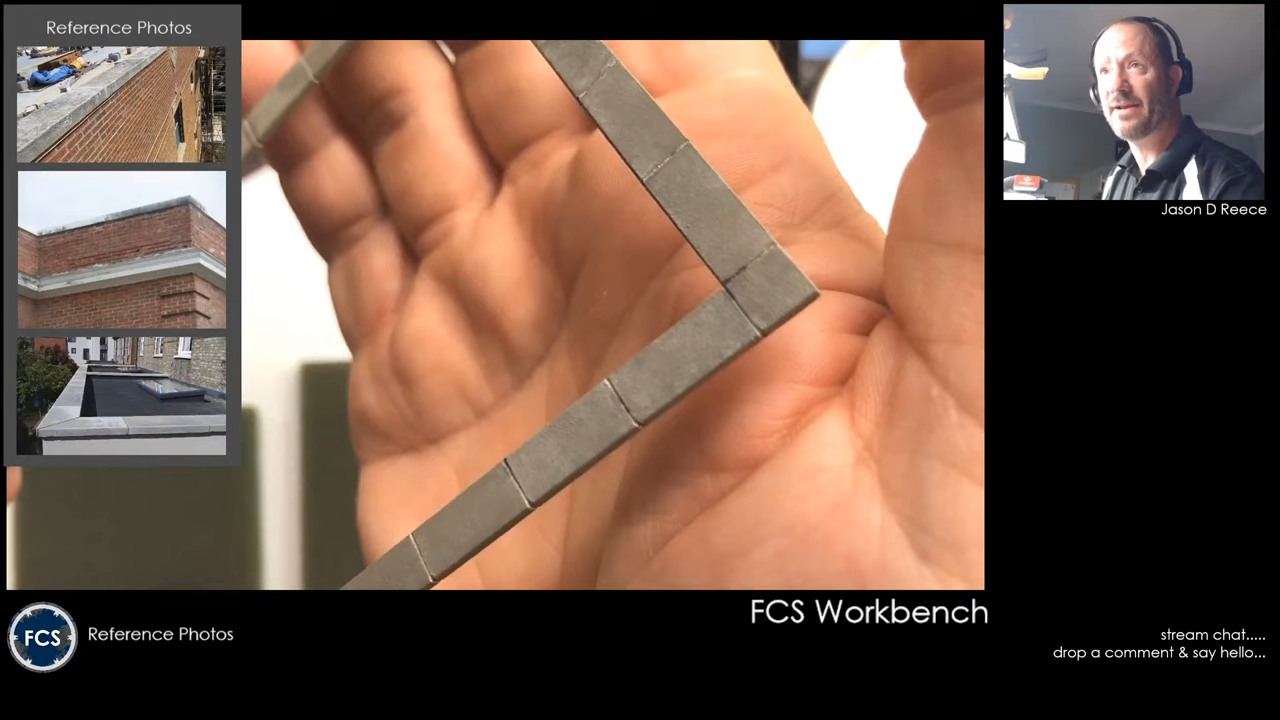 Reference Photos
Jason D Reece
FCS Workbench
FCS
Reference Photos
stream chat.....
drop a comment & say hello...